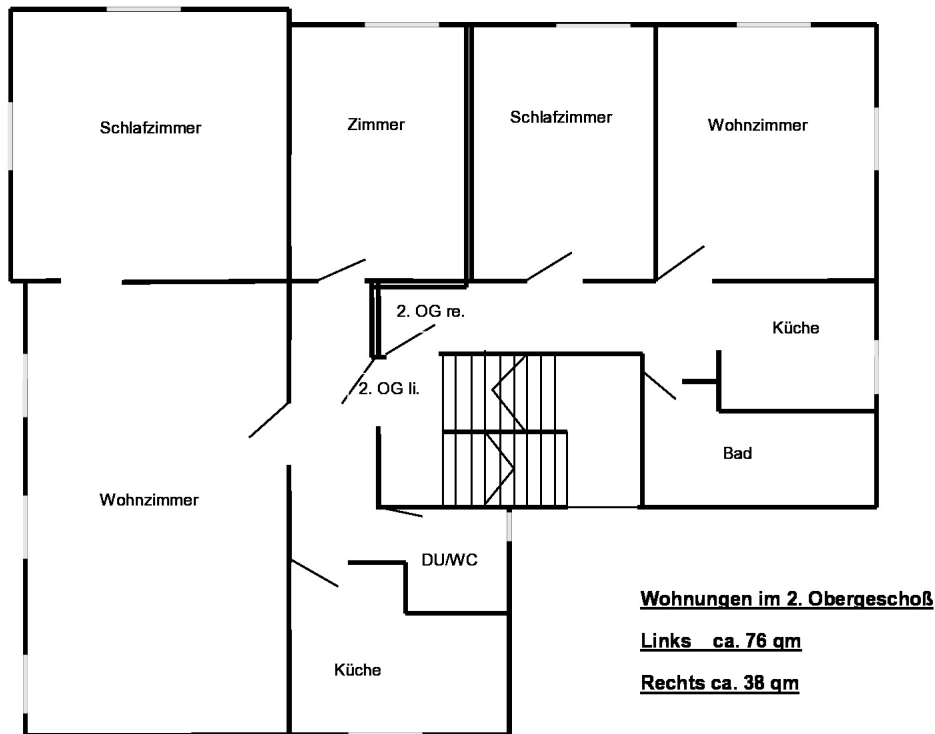 Schlafzimmer
Zimmer
Schlafzimmer
Wohnzimmer
2. OG re.
Küche
2. OG li.
Bad
Wohnzimmer
DU/WC
Küche
Wohnungen im 2. Obergeschoß
Links ca. 76 qm
Rechts ca. 38 qm